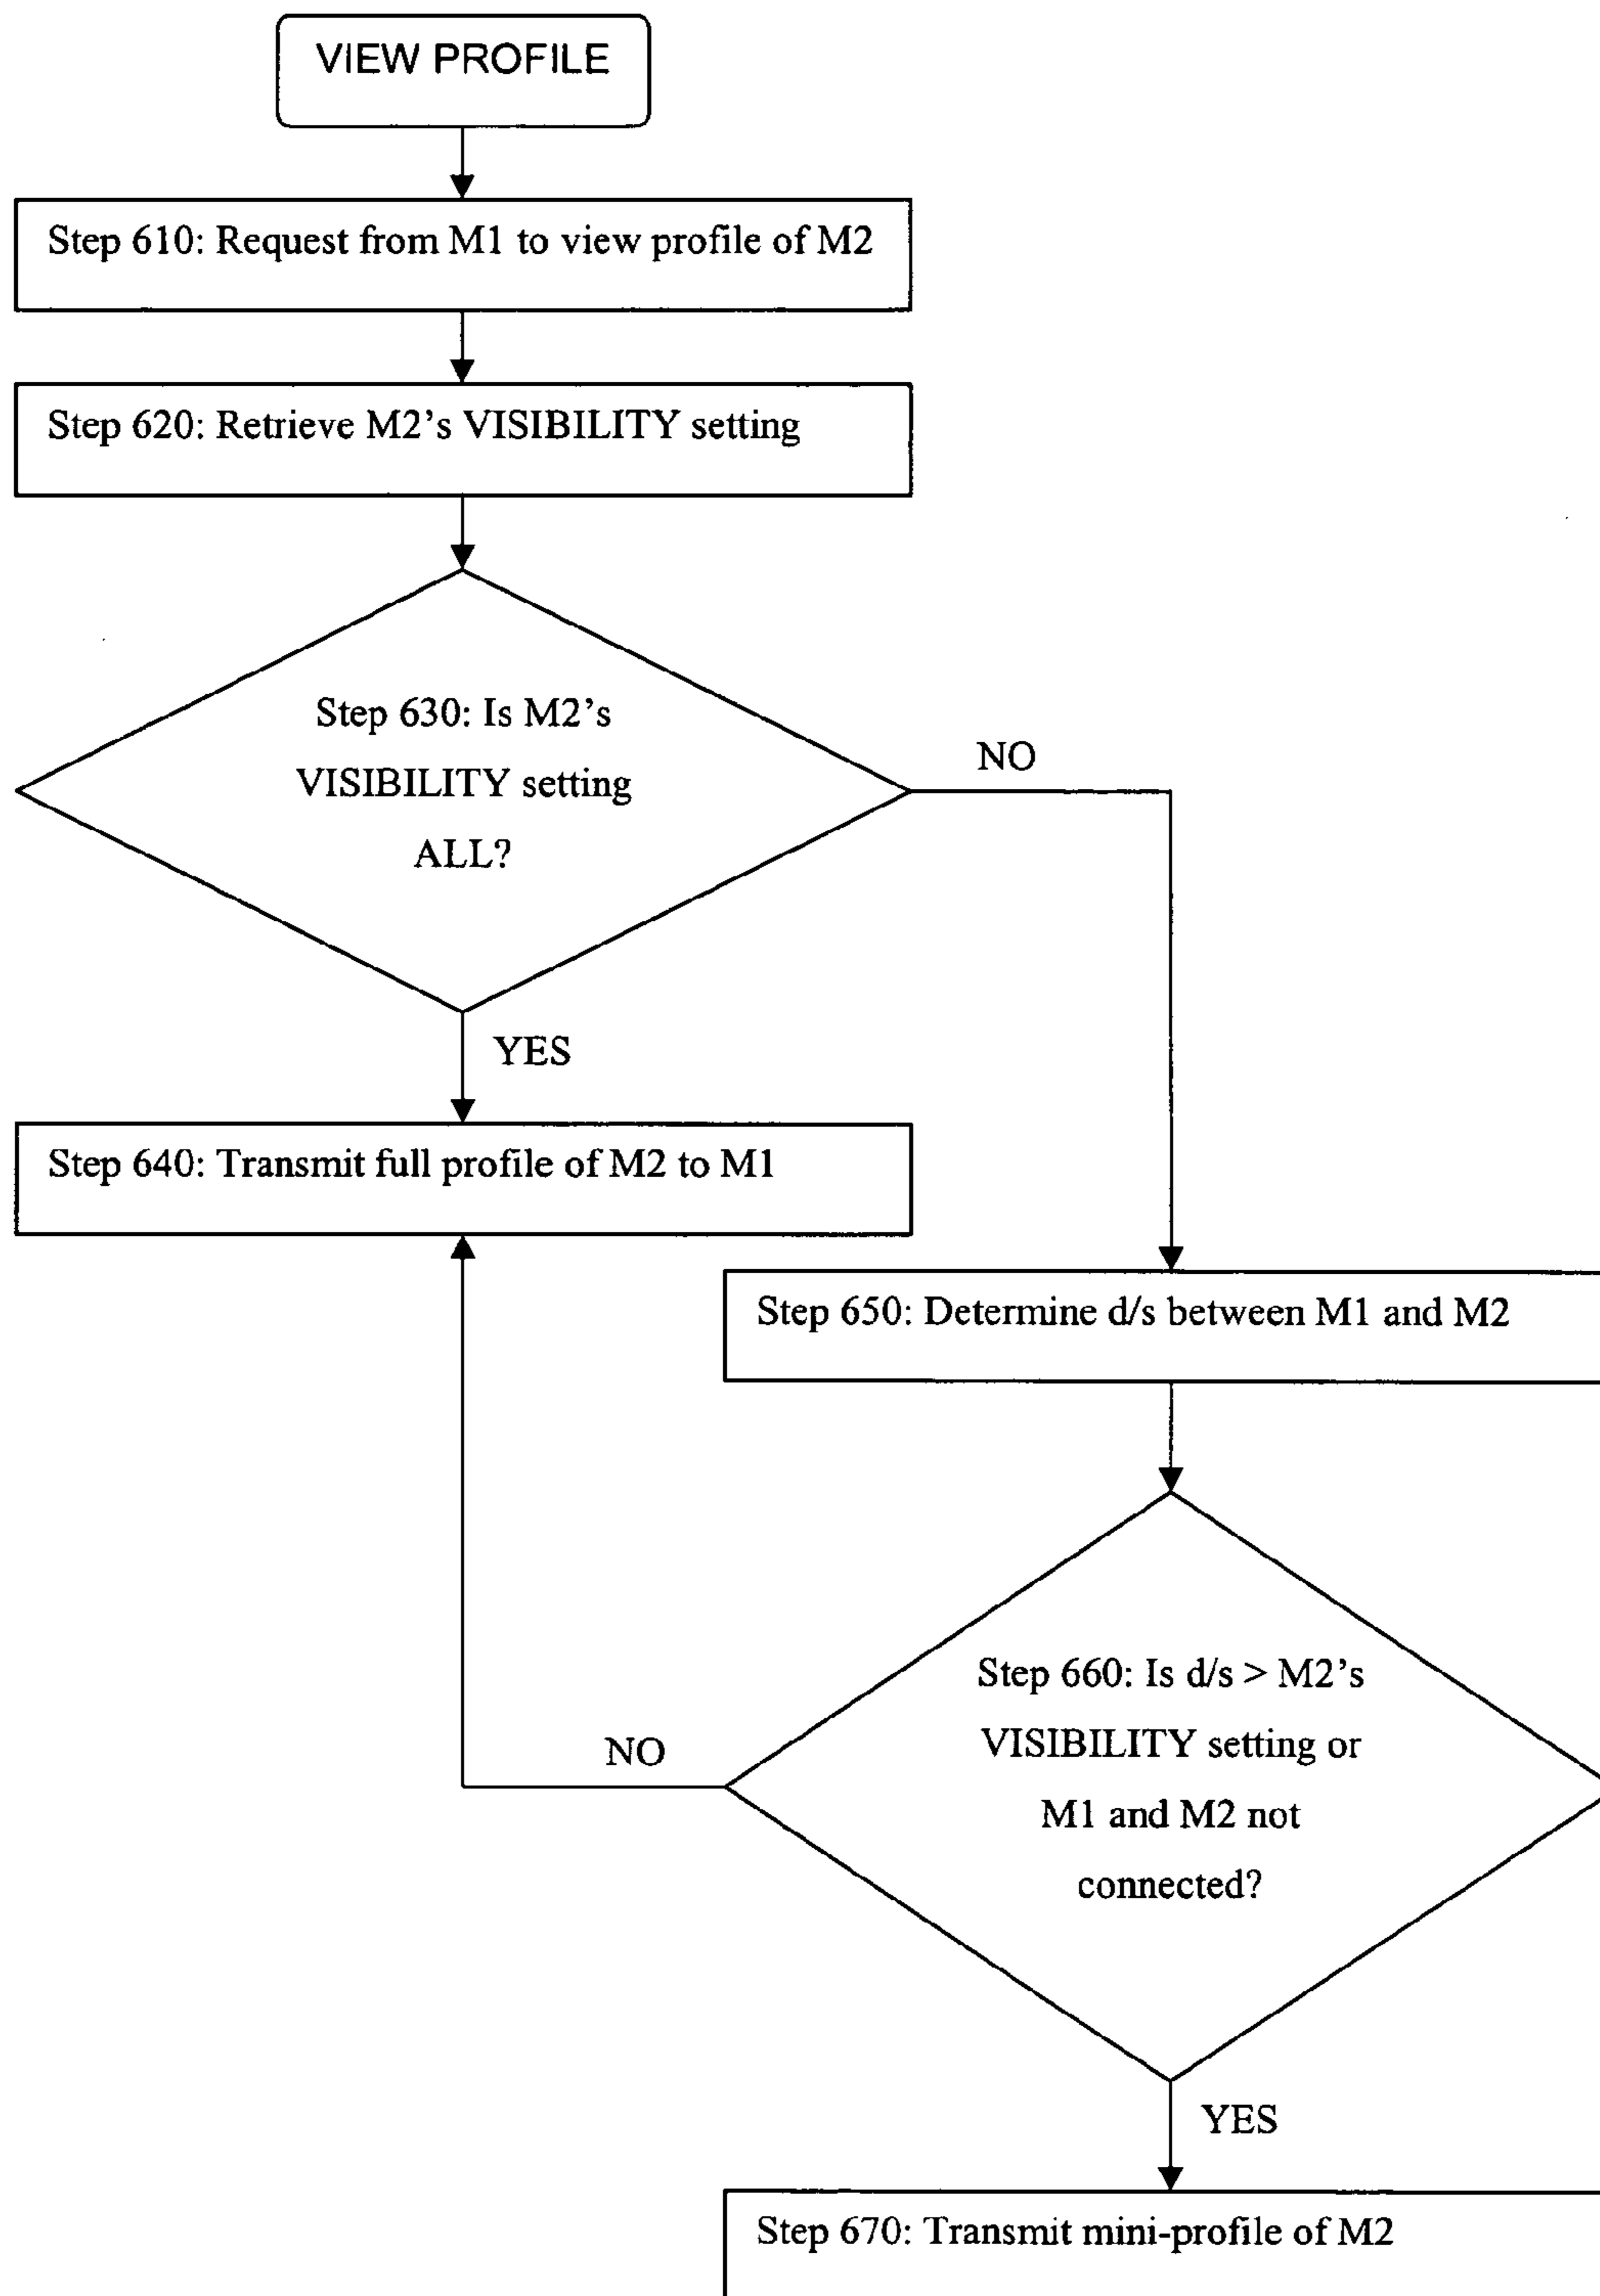 VIEW PROFILE
Step 610: Request from M1 to view profile of M2
Step 620: Retrieve M2's VISIBILITY setting
Step 630: Is M2's
VISIBILITY setting
ALL?
NO
YES
Step 640: Transmit full profile of M2 to M1
Step 650: Determine d/s between M1 and M2
Step 660: Is d/s > M2's
VISIBILITY setting or
M1 and M2 not
connected?
NO
YES
Step 670: Transmit mini-profile of M2